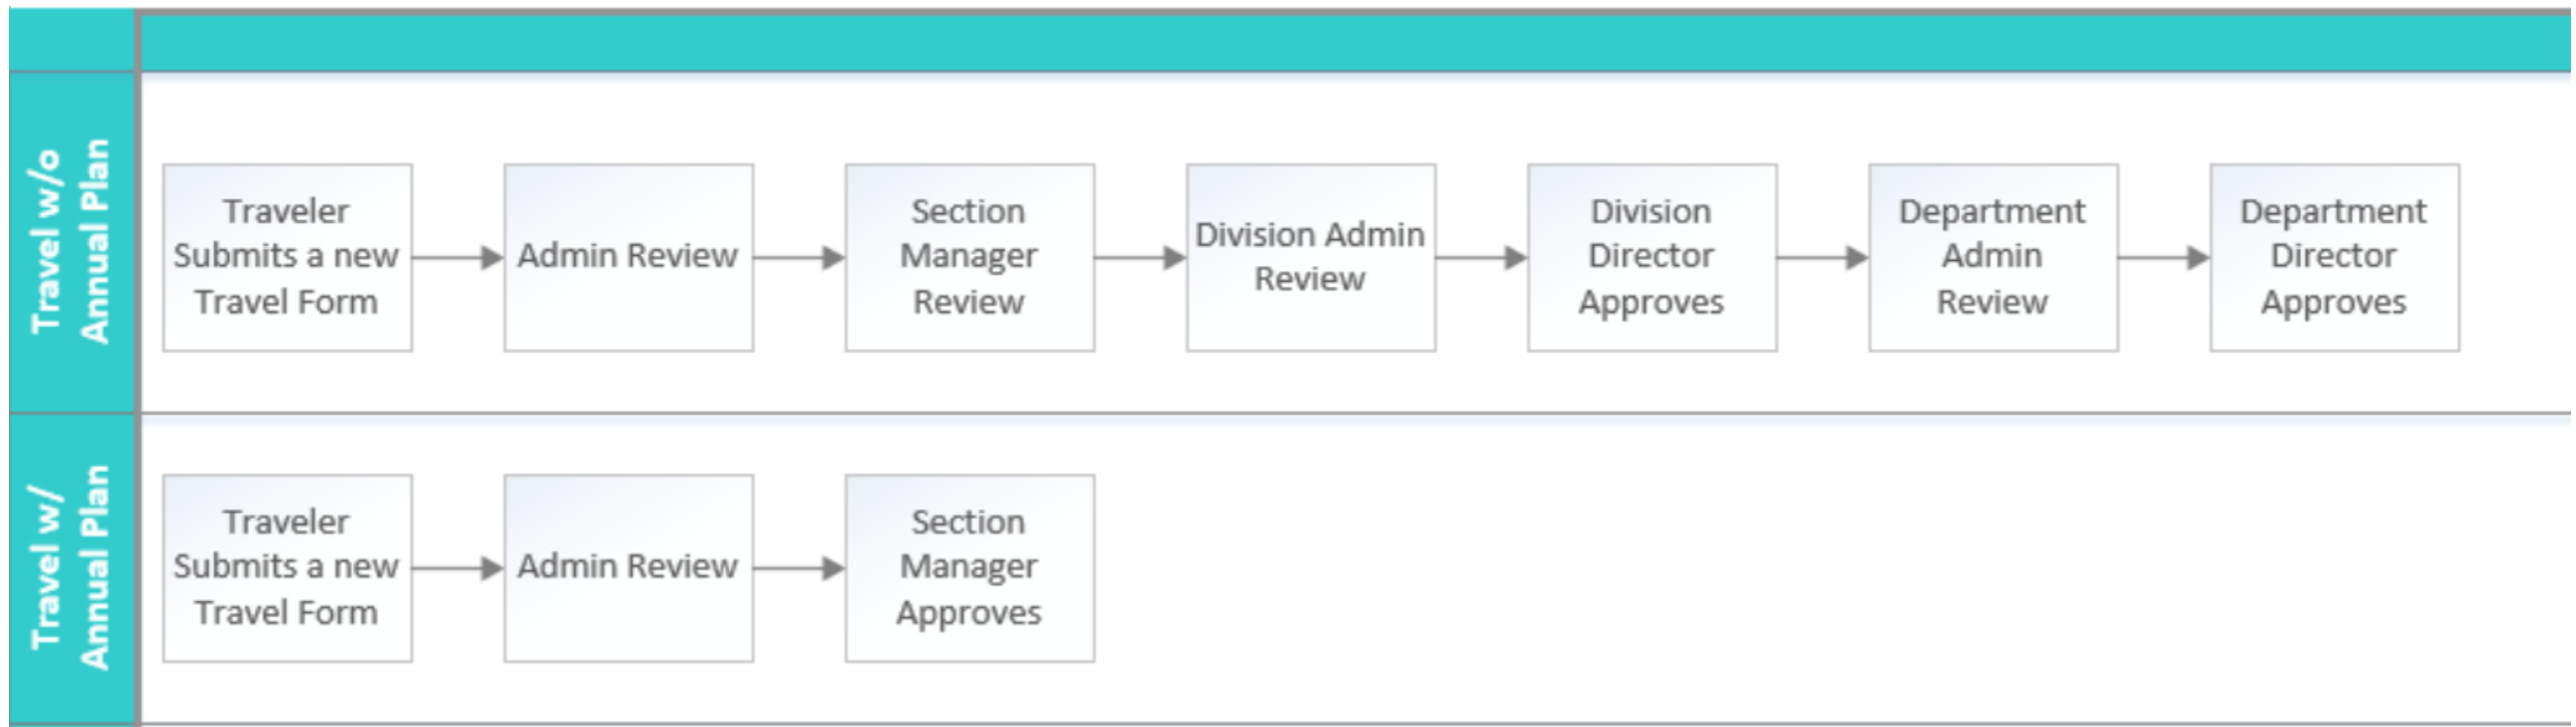 Travel w/o
Annual Plan
Traveler
Submits a new
Travel Form
Admin Review
Section
Manager
Review
Division Admin
Review
Division
Director
Approves
Department
Admin
Review
Department
Director
Approves
Travel w/
Annual Plan
Traveler
Submits a new
Travel Form
Admin Review
Section
Manager
Approves